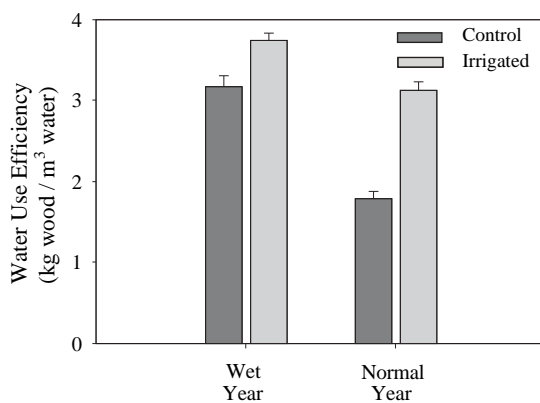 Water Use Efficiency
(kg wood / m³ water)
4
3
2
1
0
Control
Irrigated
Wet
Year
Normal
Year